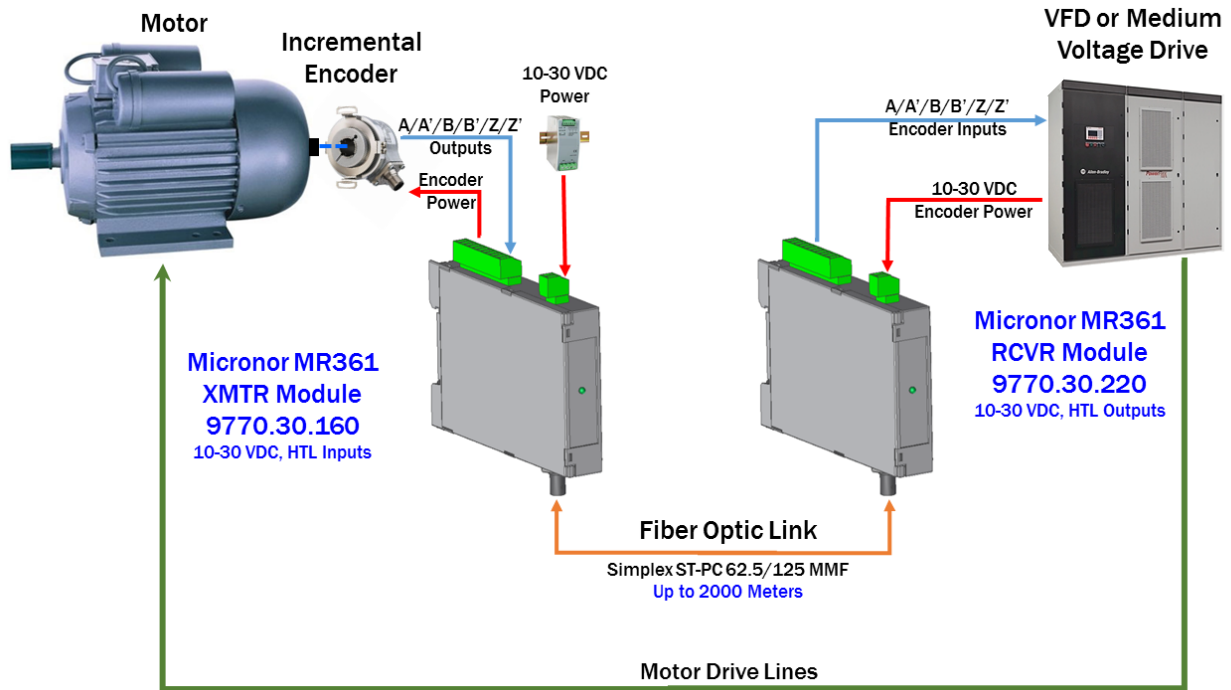 Motor
Incremental
Encoder
10-30 VDC
Power
A/A'/B/B'/Z/Z'
Outputs
Encoder
Power
VFD or Medium
Voltage Drive
A/A'/B/B'/Z/Z'
Encoder Inputs
10-30 VDC
Encoder Power
Allen-Bradley
Micronor MR361
XMTR Module
9770.30.160
10-30 VDC, HTL Inputs
Micronor MR361
RCVR Module
9770.30.220
10-30 VDC, HTL Outputs
Fiber Optic Link
Simplex ST-PC 62.5/125 MMF
Up to 2000 Meters
Motor Drive Lines